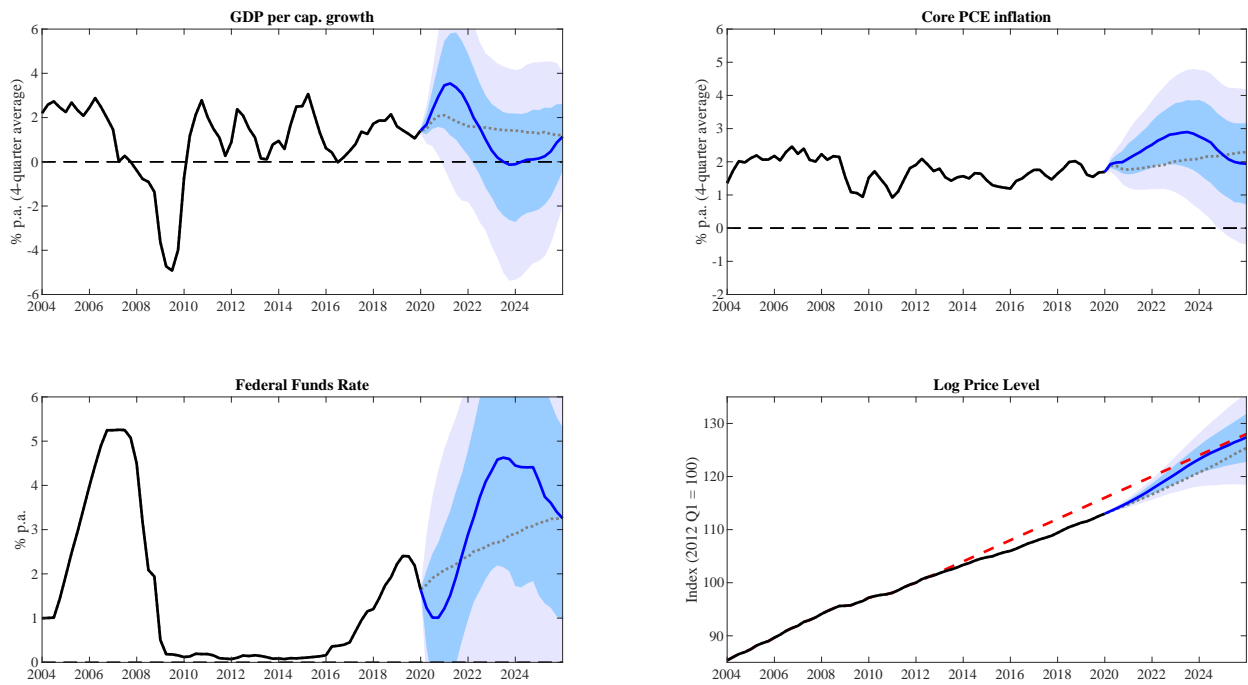 GDP per cap. growth
% p.a. (4-quarter average)
6
4
2
0
-2
-4
-6
2004 2006 2008 2010 2012 2014 2016 2018 2020 2022 2024
Core PCE inflation
% p.a. (4-quarter average)
6
5
4
3
2
1
0
-1
-2
2004 2006 2008 2010 2012 2014 2016 2018 2020 2022 2024
Federal Funds Rate
% p.a.
6
5
4
3
2
1
0
2004 2006 2008 2010 2012 2014 2016 2018 2020 2022 2024
Log Price Level
Index (2012 Q1 = 100)
130
120
110
100
90
2004 2006 2008 2010 2012 2014 2016 2018 2020 2022 2024